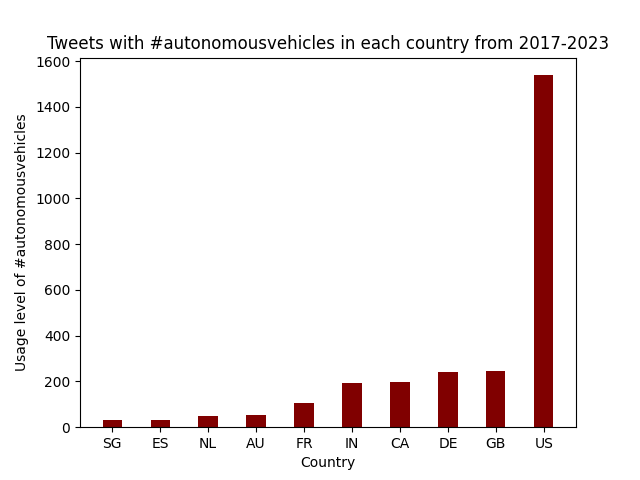 Tweets with #autonomousvehicles in each country from 2017-2023
Usage level of #autonomousvehicles
1600
1400
1200
1000
800
600
400
200
0
SG ES NL AU FR IN CA DE GB US
Country